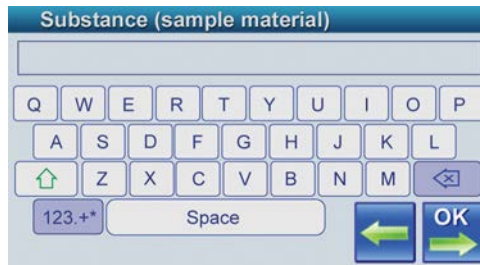 Substance (sample material)
Q W E R T Y U I O P
A S D F G H J K L
Z X C V B N M
123.+* Space OK